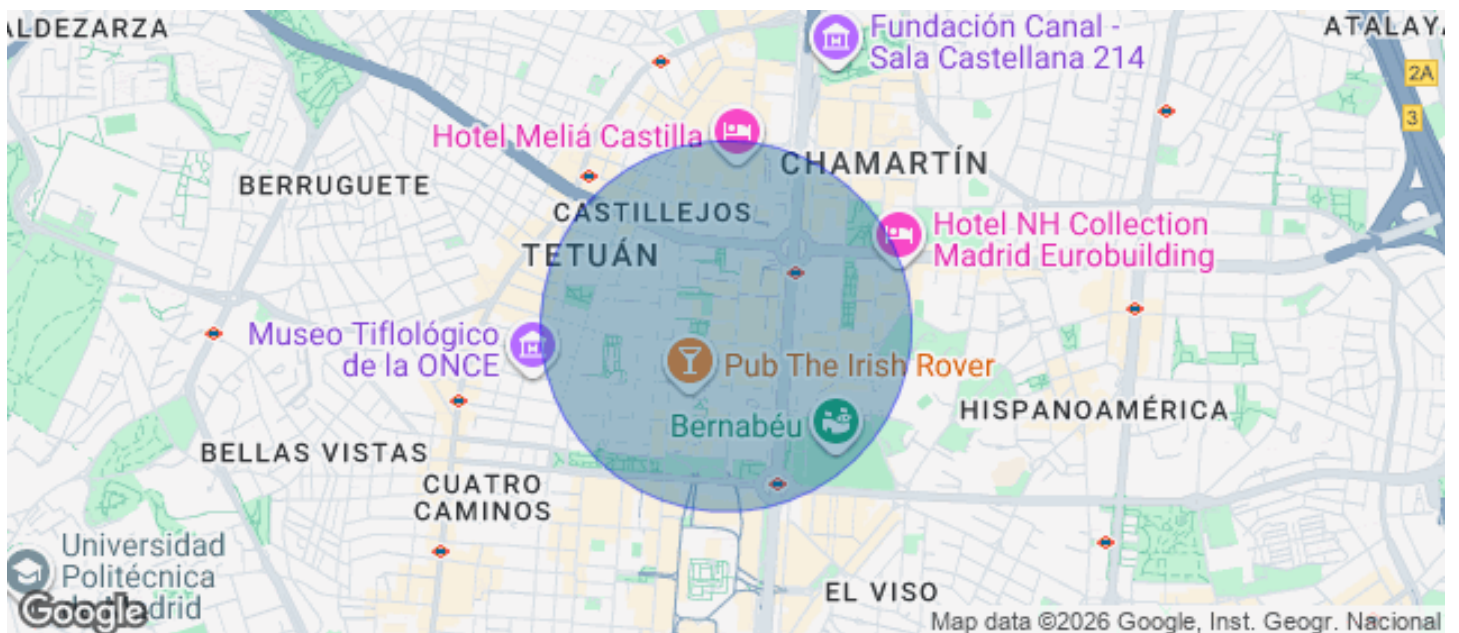 ALDEZARZA
Fundación Canal -
Sala Castellana 214
ATALAYA
2A
3
Hotel Meliá Castilla
CHAMARTÍN
BERRUGUETE
CASTILLEJOS
Hotel NH Collection
Madrid Eurobuilding
TETUÁN
Museo Tiflológico
de la ONCE
Pub The Irish Rover
HISPANOAMÉRICA
Bernabéu
BELLAS VISTAS
CUATRO
CAMINOS
Universidad
Politécnica
de Madrid
EL VISO
Google
Map data ©2026 Google, Inst. Geogr. Nacional